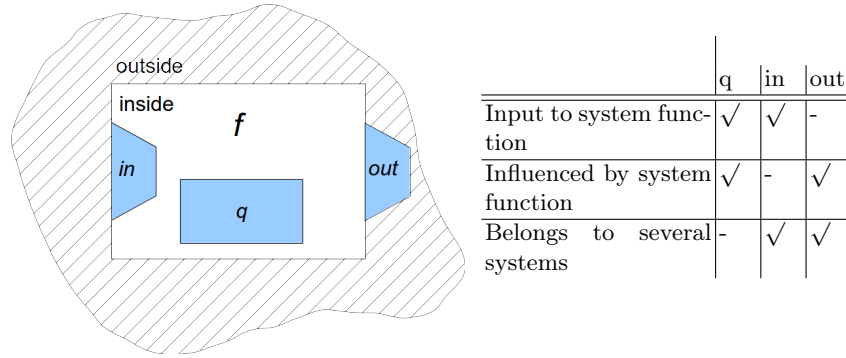 outside
inside
f
in
out
q
q in out
Input to system func-
tion
√ √ -
Influenced by system
function
√ - √
Belongs to several
systems
- √ √